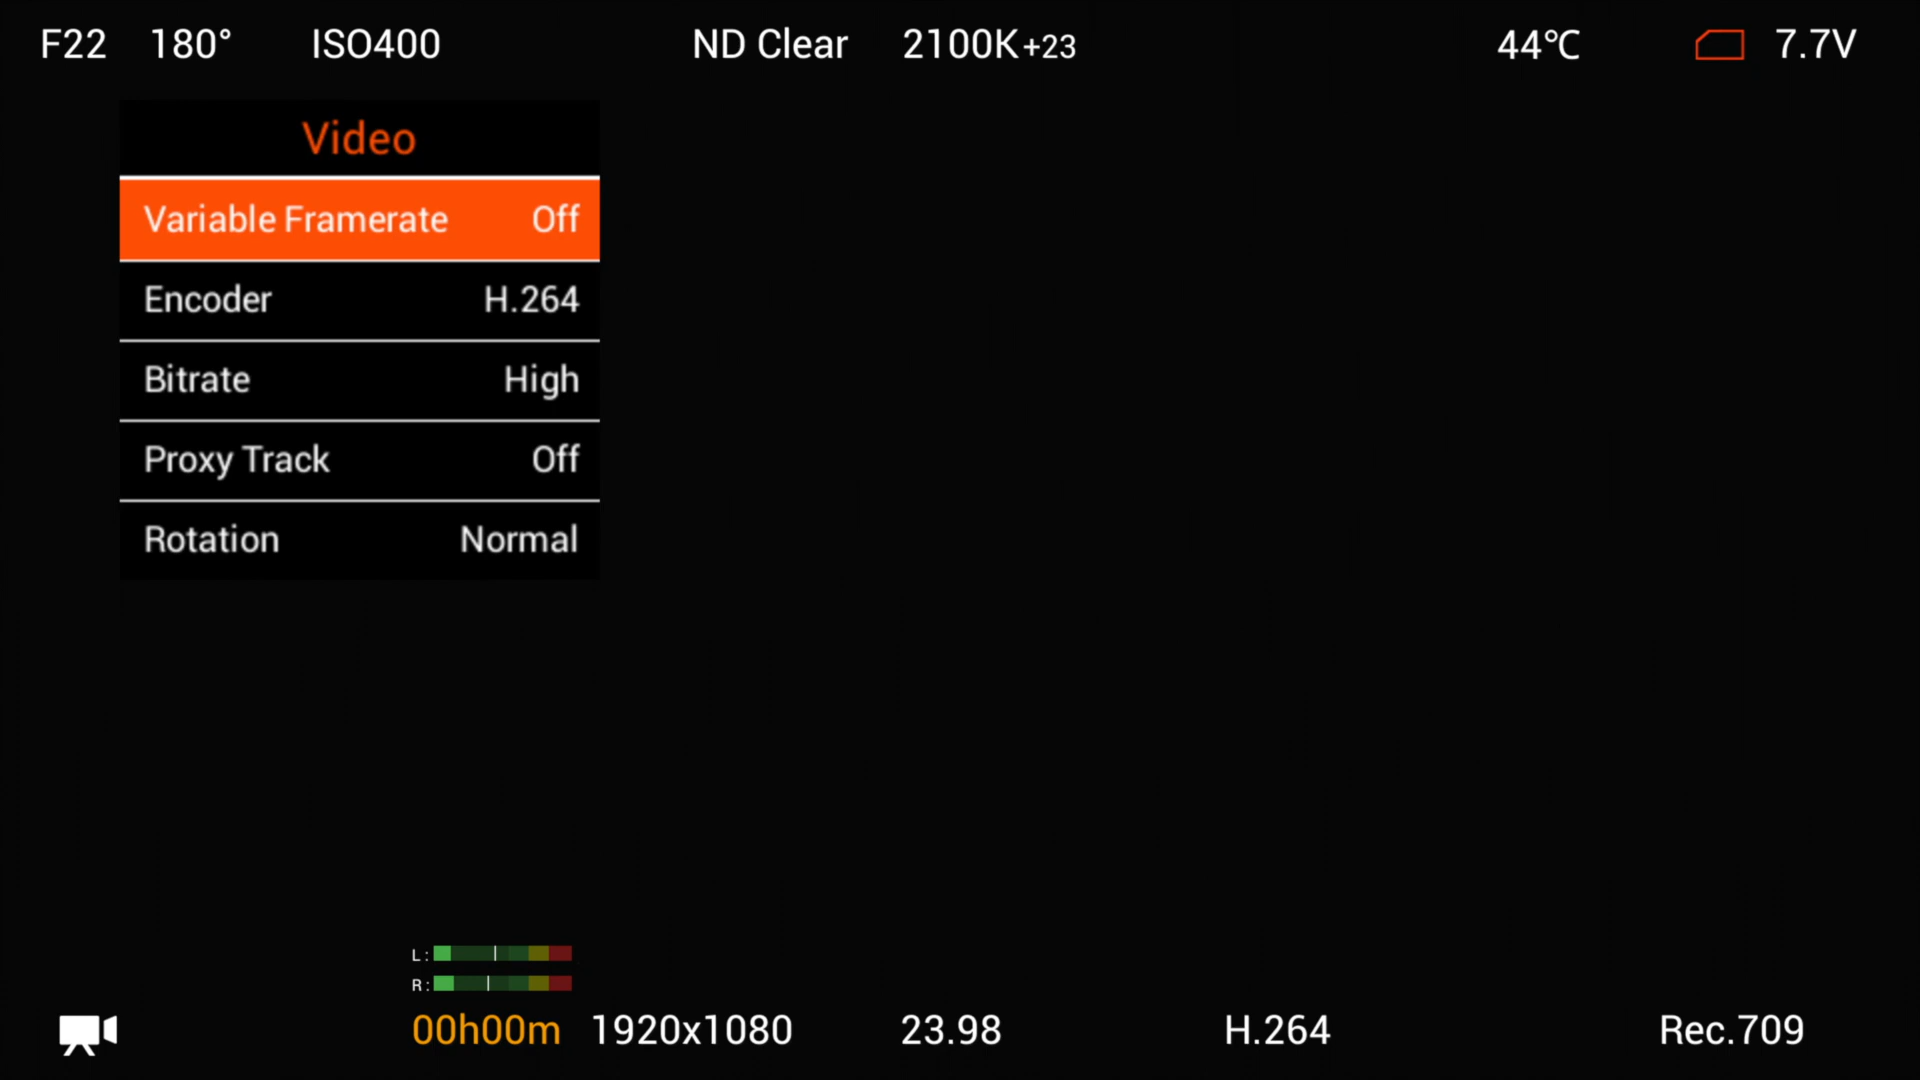 F22 180° ISO400 ND Clear 2100K+23 44℃ 7.7V
Video
Variable Framerate Off
Encoder H.264
Bitrate High
Proxy Track Off
Rotation Normal
L:
R:
00h00m 1920x1080 23.98 H.264 Rec.709